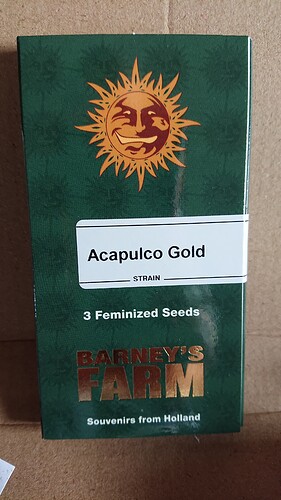 Acapulco Gold
STRAIN
3 Feminized Seeds
BARNEY'S
FARM
Souvenirs from Holland